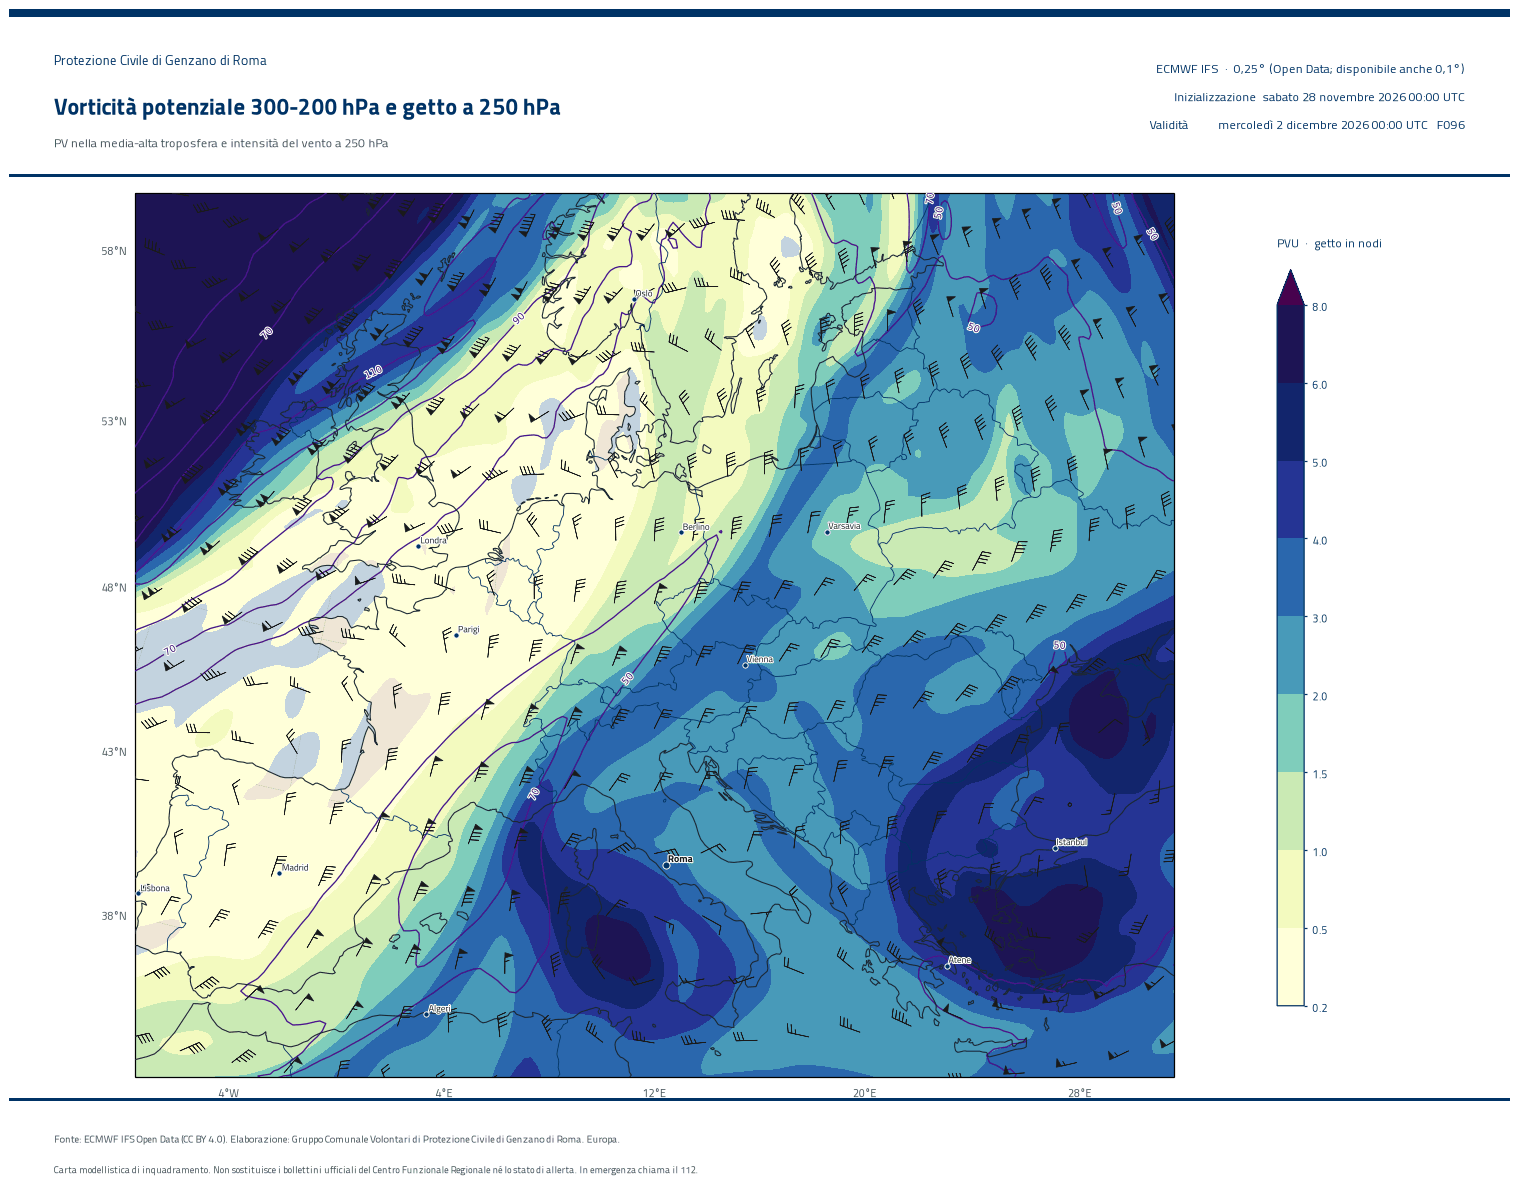 Protezione Civile di Genzano di Roma
Vorticità potenziale 300-200 hPa e getto a 250 hPa
PV nella media-alta troposfera e intensità del vento a 250 hPa
ECMWF IFS · 0,25° (Open Data; disponibile anche 0,1°)
Inizializzazione sabato 28 novembre 2026 00:00 UTC
Validità mercoledì 2 dicembre 2026 00:00 UTC F096
PVU · getto in nodi
8.0
6.0
5.0
4.0
3.0
2.0
1.5
1.0
0.5
0.2
58°N
53°N
48°N
43°N
38°N
4°W
4°E
12°E
20°E
28°E
70
50
50
50
70
90
50
110
Oslo
Berlino
Varsavia
Londra
Parigi
70
Vienna
50
50
70
Roma
Istanbul
Madrid
Lisbona
Atene
Algeri
Fonte: ECMWF IFS Open Data (CC BY 4.0). Elaborazione: Gruppo Comunale Volontari di Protezione Civile di Genzano di Roma. Europa.
Carta modellistica di inquadramento. Non sostituisce i bollettini ufficiali del Centro Funzionale Regionale né lo stato di allerta. In emergenza chiama il 112.